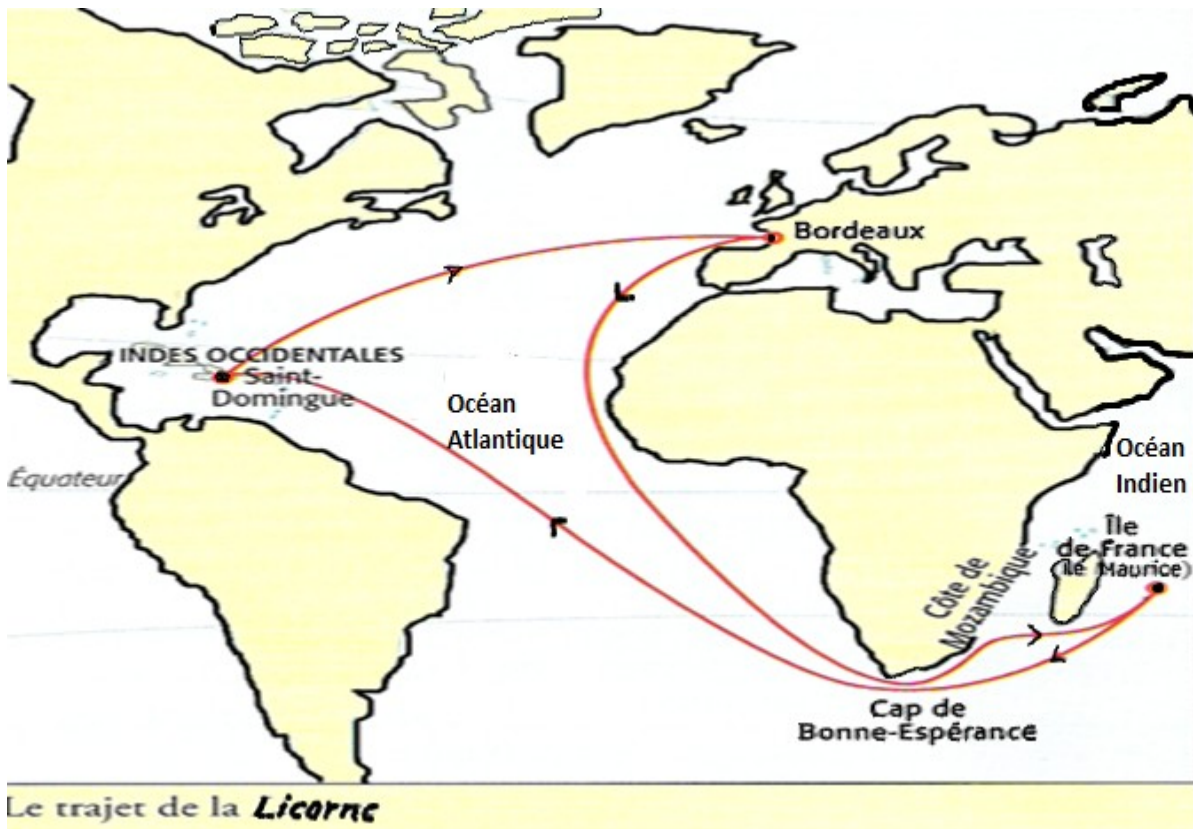 Bordeaux
INDES OCCIDENTALES
Saint-
Domingue
Océan
Atlantique
Équateur
Océan
Indien
Île
de France
(île Maurice)
Côte de
Mozambique
Cap de
Bonne-Espérance
Le trajet de la Licorne